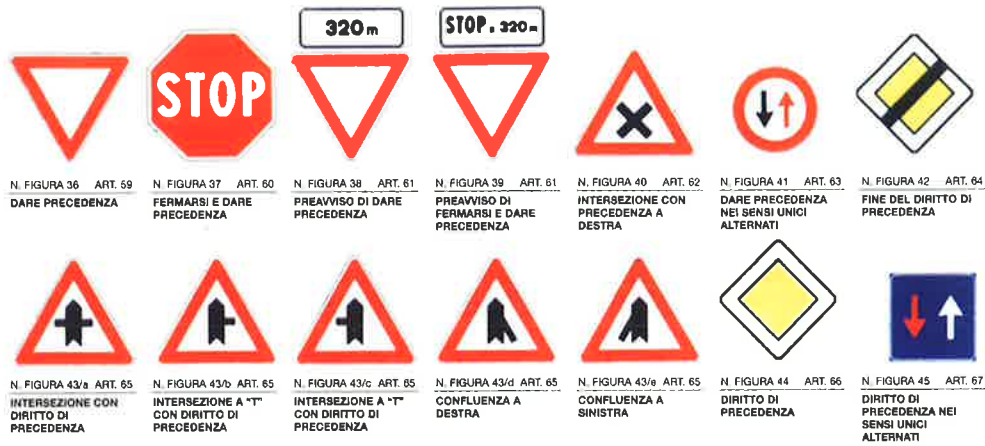 320m
STOP. 320m
STOP
N. FIGURA 36 ART. 59
DARE PRECEDENZA
N. FIGURA 37 ART. 60
FERMARSI E DARE
PRECEDENZA
N. FIGURA 38 ART. 61
PREAVVISO DI DARE
PRECEDENZA
N. FIGURA 39 ART. 61
PREAVVISO DI
FERMARSI E DARE
PRECEDENZA
N. FIGURA 40 ART. 62
INTERSEZIONE CON
PRECEDENZA A
DESTRA
N. FIGURA 41 ART. 63
DARE PRECEDENZA
NEI SENSI UNICI
ALTERNATI
N. FIGURA 42 ART. 64
FINE DEL DIRITTO DI
PRECEDENZA
N. FIGURA 43/a ART. 65
INTERSEZIONE CON
DIRITTO DI
PRECEDENZA
N. FIGURA 43/b ART. 65
INTERSEZIONE A "T"
CON DIRITTO DI
PRECEDENZA
N. FIGURA 43/c ART. 65
INTERSEZIONE A "T"
CON DIRITTO DI
PRECEDENZA
N. FIGURA 43/d ART. 65
CONFLUENZA A
DESTRA
N. FIGURA 43/e ART. 65
CONFLUENZA A
SINISTRA
N. FIGURA 44 ART. 66
DIRITTO DI
PRECEDENZA
N. FIGURA 45 ART. 67
DIRITTO DI
PRECEDENZA NEI
SENSI UNICI
ALTERNATI